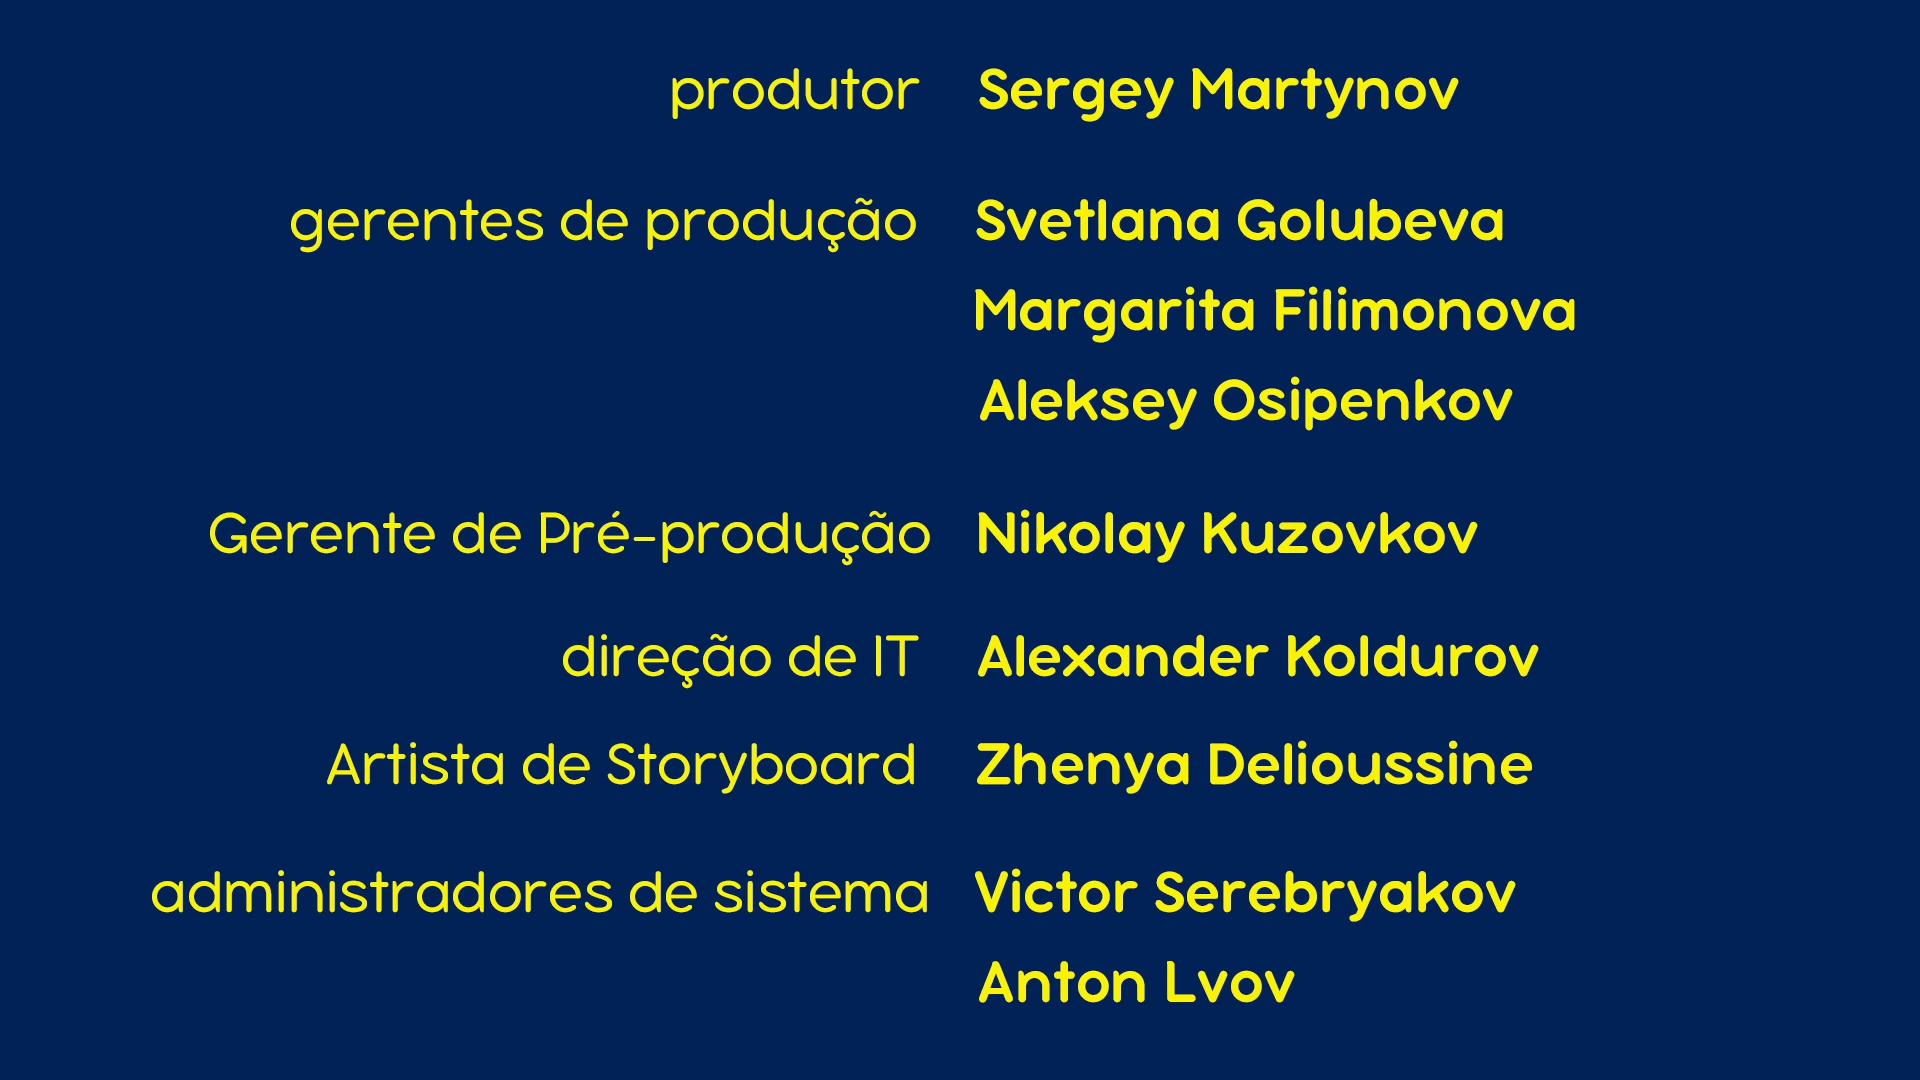 produtor Sergey Martynov
gerentes de produção Svetlana Golubeva
Margarita Filimonova
Aleksey Osipenkov
Gerente de Pré-produção Nikolay Kuzovkov
direção de IT Alexander Koldurov
Artista de Storyboard Zhenya Delioussine
administradores de sistema Victor Serebryakov
Anton Lvov